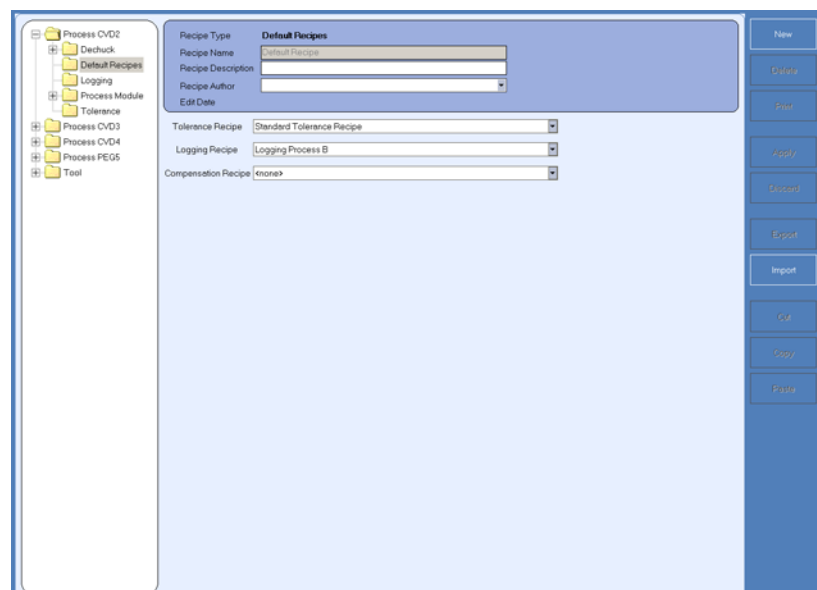 Process CVD2
Dechuck
Default Recipes
Logging
Process Module
Tolerance
Process CVD3
Process CVD4
Process PEG5
Tool
Recipe Type Default Recipes
Recipe Name Default Recipe
Recipe Description
Recipe Author
Edit Date
Tolerance Recipe Standard Tolerance Recipe
Logging Recipe Logging Process B
Compensation Recipe <none>
New
Delete
Print
Apply
Discard
Export
Import
Cut
Copy
Paste